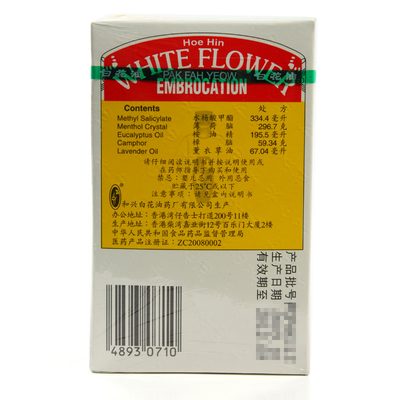 Hoe Hin
WHITE FLOWER
白花油 PAK FAH YEOW 白花油
EMBROCATION
Contents 处方
Methyl Salicylate 水杨酸甲酯 334.4毫升
Menthol Crystal 薄荷脑 296.7克
Eucalyptus Oil 桉油精 195.5毫升
Camphor 樟脑 59.34克
Lavender Oil 薰衣草油 67.04毫升
请仔细阅读说明书并按说明使用或
在药师指导下购买和使用
禁忌：婴儿忌用 外用忌食
贮藏于25℃或以下
注意事项：请见盒内说明书
和兴白花油药厂有限公司生产
办公地址：香港湾仔告士打道200号11楼
生产地址：香港柴湾嘉业街12号百乐门大厦2楼
中华人民共和国食品药品监督管理局
医药产品注册证：ZC20080002
产品批号
生产日期
有效期至
48930710